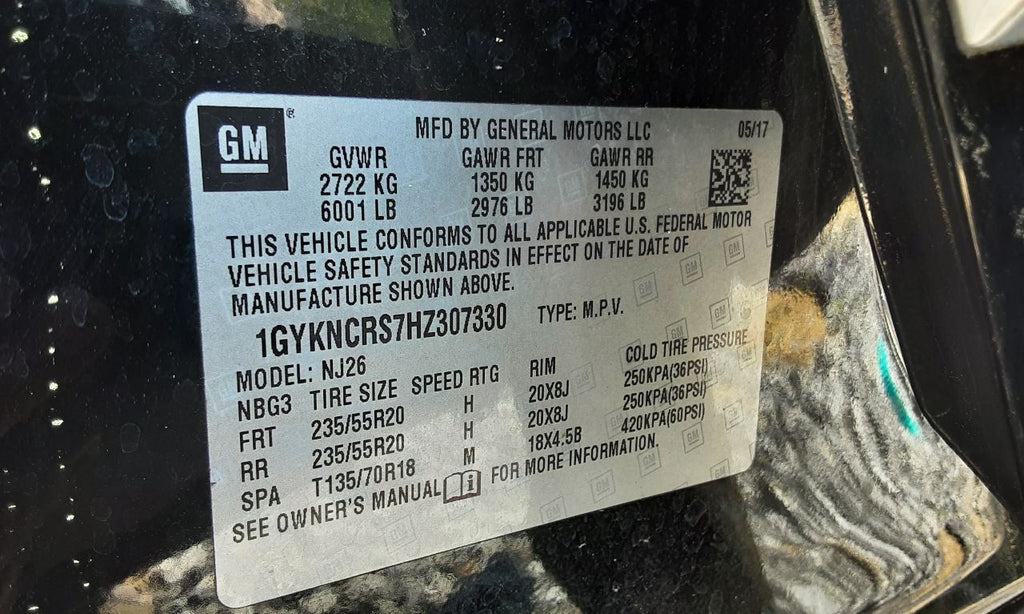 GM
MFD BY GENERAL MOTORS LLC 05/17
GVWR GAWR FRT GAWR RR
2722 KG 1350 KG 1450 KG
6001 LB 2976 LB 3196 LB
THIS VEHICLE CONFORMS TO ALL APPLICABLE U.S. FEDERAL MOTOR
VEHICLE SAFETY STANDARDS IN EFFECT ON THE DATE OF
MANUFACTURE SHOWN ABOVE.
1GYKNCRS7HZ307330 TYPE: M.P.V.
MODEL: NJ26
NBG3 TIRE SIZE SPEED RTG RIM COLD TIRE PRESSURE
FRT 235/55R20 H 20X8J 250KPA(36PSI)
RR 235/55R20 H 20X8J 250KPA(36PSI)
SPA T135/70R18 M 18X4.5B 420KPA(60PSI)
SEE OWNER'S MANUAL FOR MORE INFORMATION.